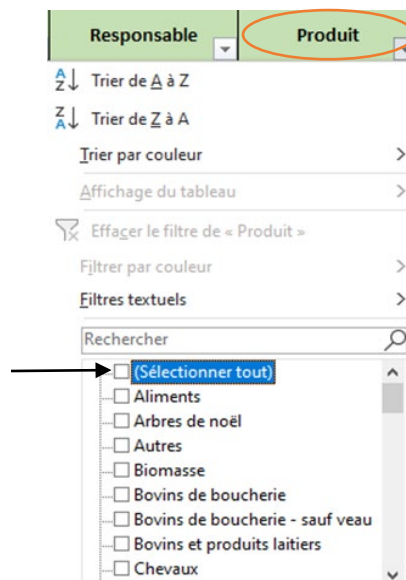 Responsable Produit
Trier de A à Z
Trier de Z à A
Trier par couleur
Affichage du tableau
Effacer le filtre de « Produit »
Filtrer par couleur
Filtres textuels
Rechercher
(Sélectionner tout)
Aliments
Arbres de noël
Autres
Biomasse
Bovins de boucherie
Bovins de boucherie - sauf veau
Bovins et produits laitiers
Chevaux